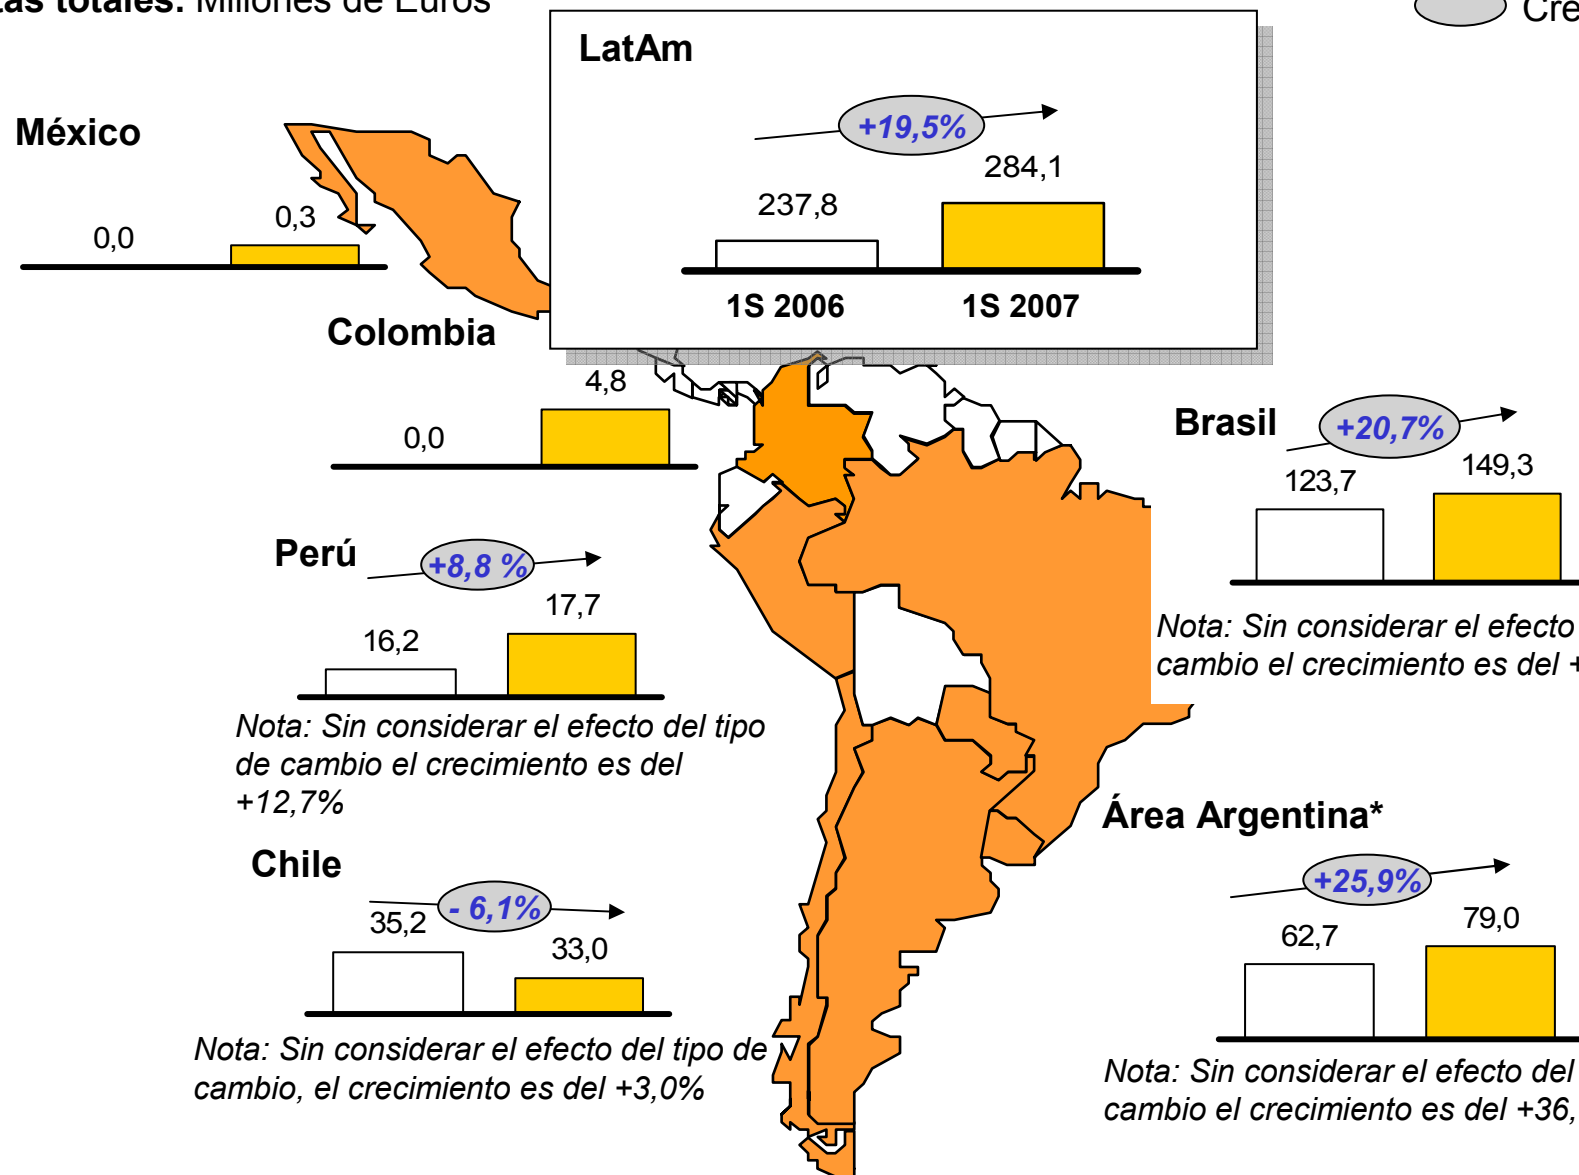 totales: Millones de Euros
LatAm
+19,5%
237,8
284,1
1S 2006
1S 2007
México
0,0
0,3
Colombia
0,0
4,8
Brasil
+20,7%
123,7
149,3
Nota: Sin considerar el efecto
cambio el crecimiento es del +
Perú
+8,8 %
16,2
17,7
Nota: Sin considerar el efecto del tipo
de cambio el crecimiento es del
+12,7%
Área Argentina*
+25,9%
62,7
79,0
Nota: Sin considerar el efecto del
cambio el crecimiento es del +36,
Chile
- 6,1%
35,2
33,0
Nota: Sin considerar el efecto del tipo de
cambio, el crecimiento es del +3,0%